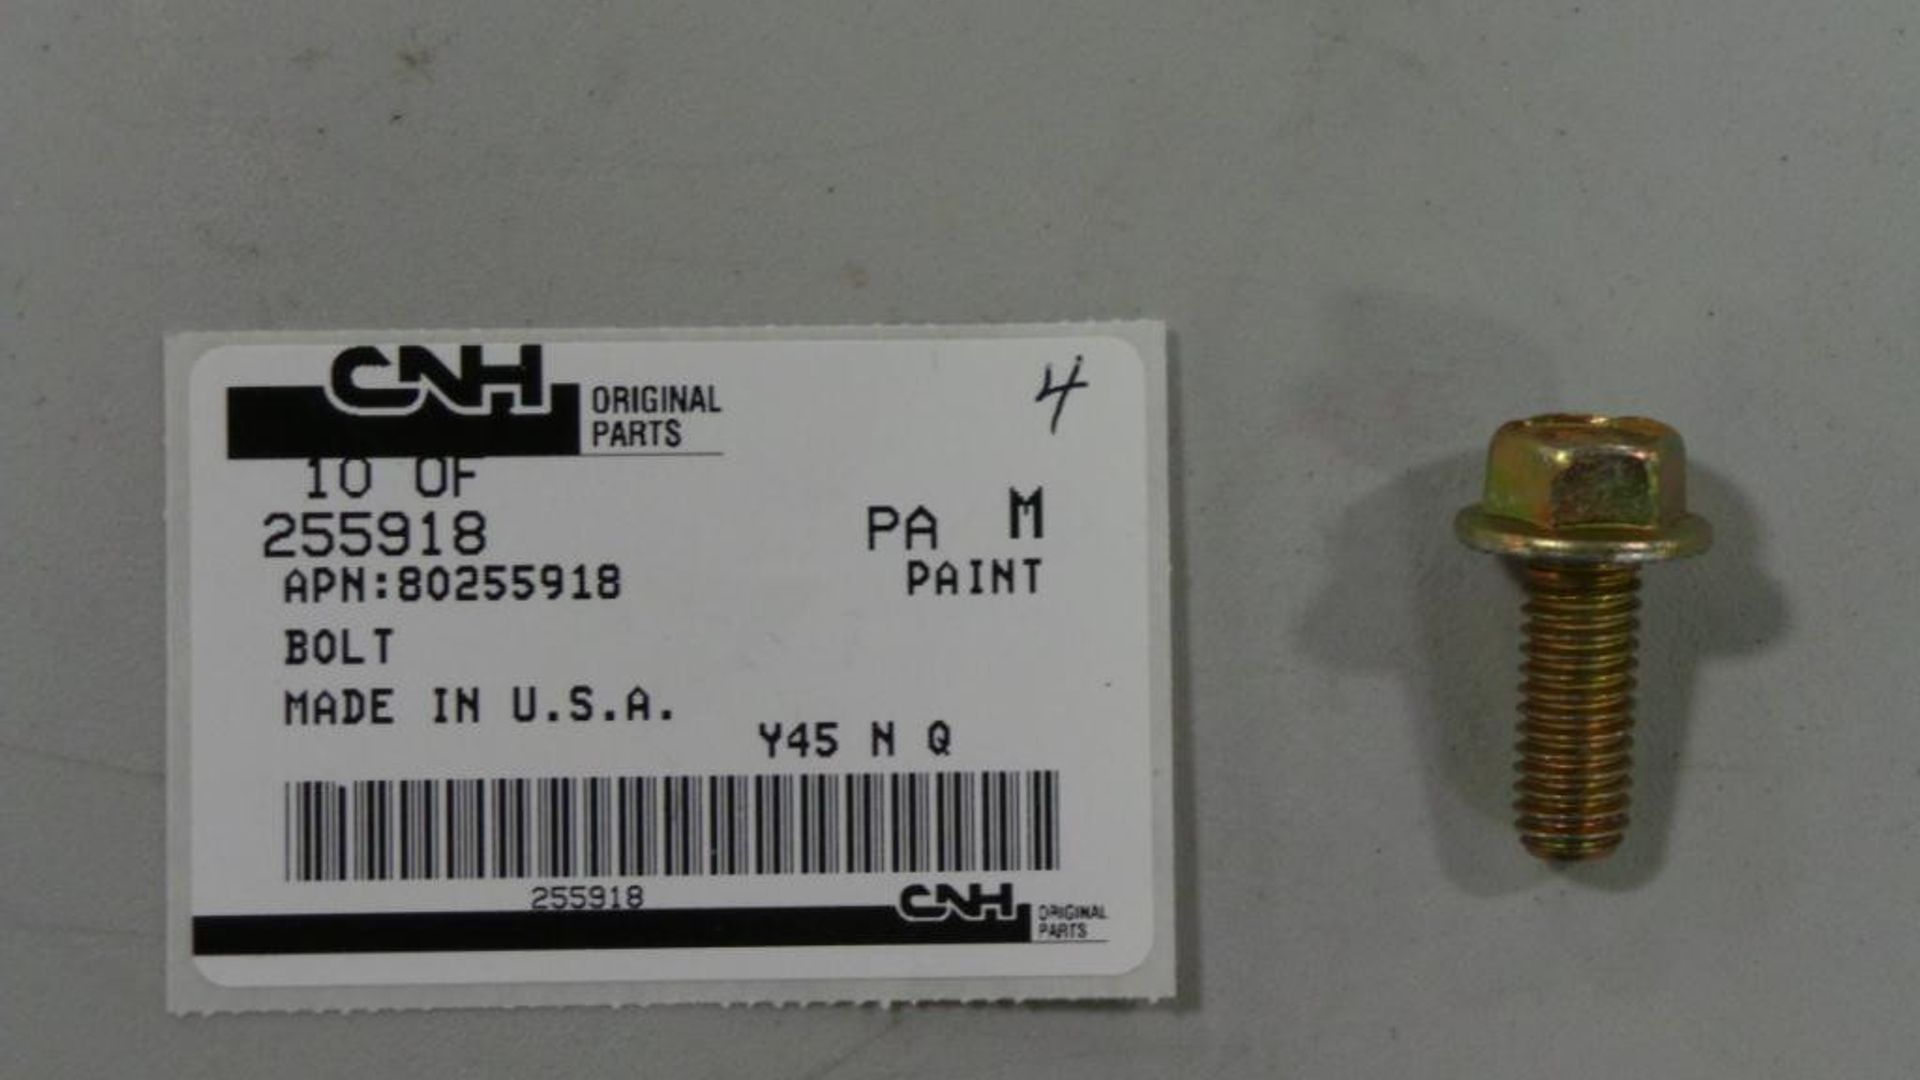 CNH ORIGINAL PARTS
4
10 OF
255918 PA M
APN:80255918 PAINT
BOLT
MADE IN U.S.A.
Y45 N Q
255918
CNH ORIGINAL PARTS